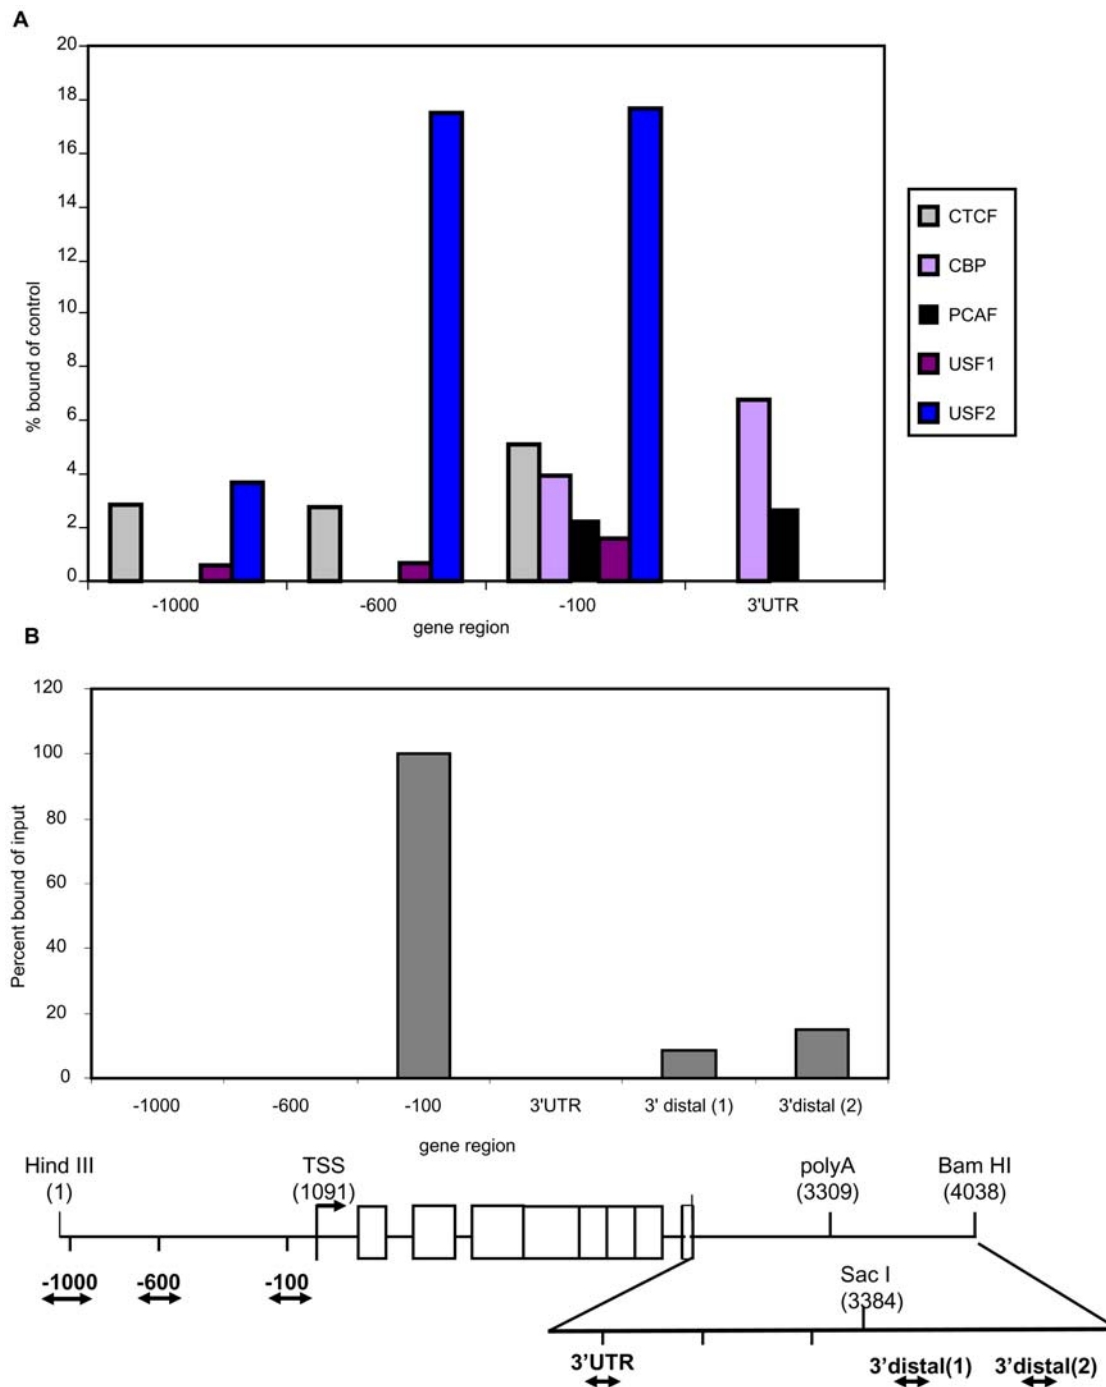 A
20
18
16
14
12
10
8
6
4
2
0
% bound of control
-1000 -600 -100 3'UTR
gene region
CTCF
CBP
PCAF
USF1
USF2
B
120
100
80
60
40
20
0
Percent bound of input
-1000 -600 -100 3'UTR 3' distal (1) 3'distal (2)
gene region
Hind III TSS polyA Bam HI
(1) (1091) (3309) (4038)
-1000 -600 -100
Sac I
(3384)
3'UTR 3'distal(1) 3'distal(2)